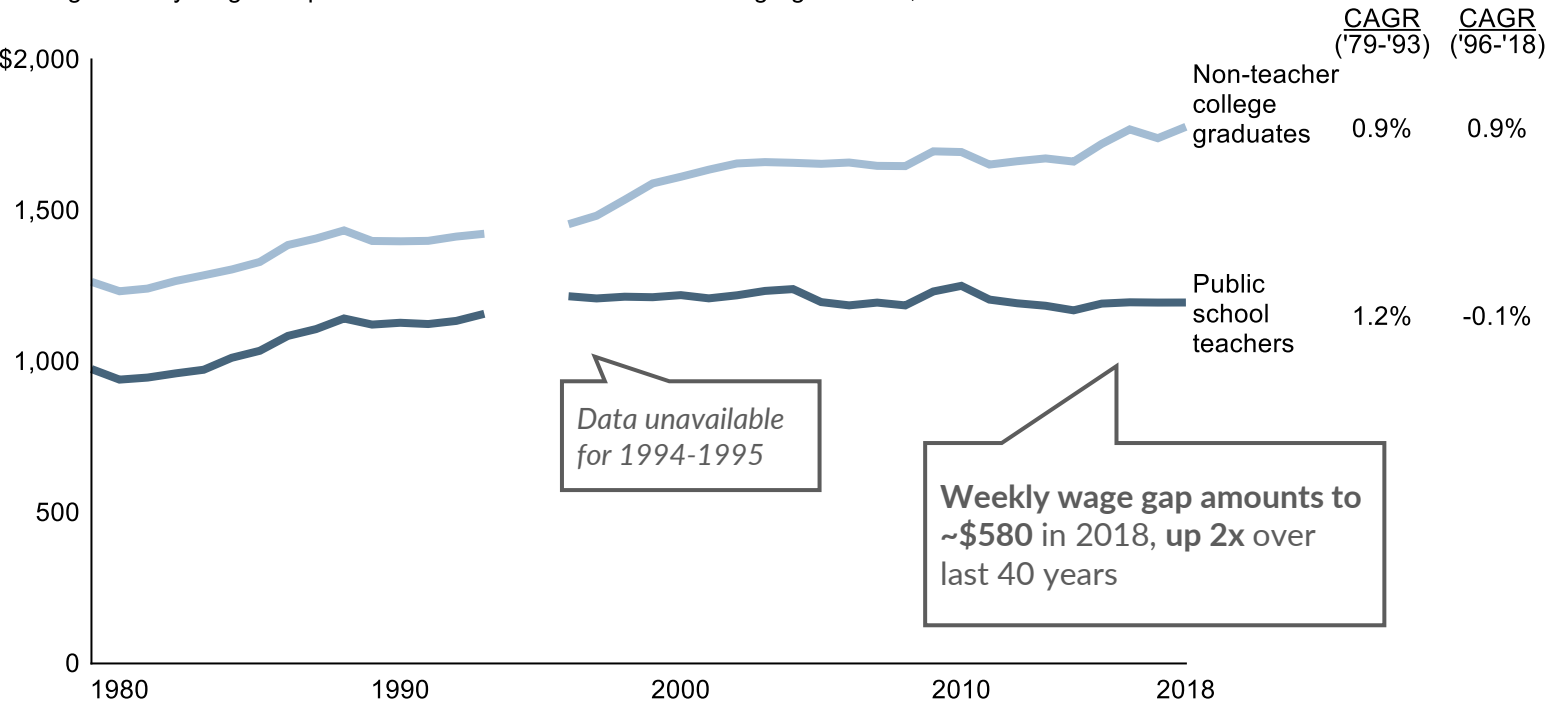 CAGR CAGR
('79-'93) ('96-'18)
$2,000
Non-teacher
college
graduates
0.9% 0.9%
1,500
Public
school
teachers
1.2% -0.1%
1,000
Data unavailable
for 1994-1995
Weekly wage gap amounts to
~$580 in 2018, up 2x over
last 40 years
500
0
1980 1990 2000 2010 2018